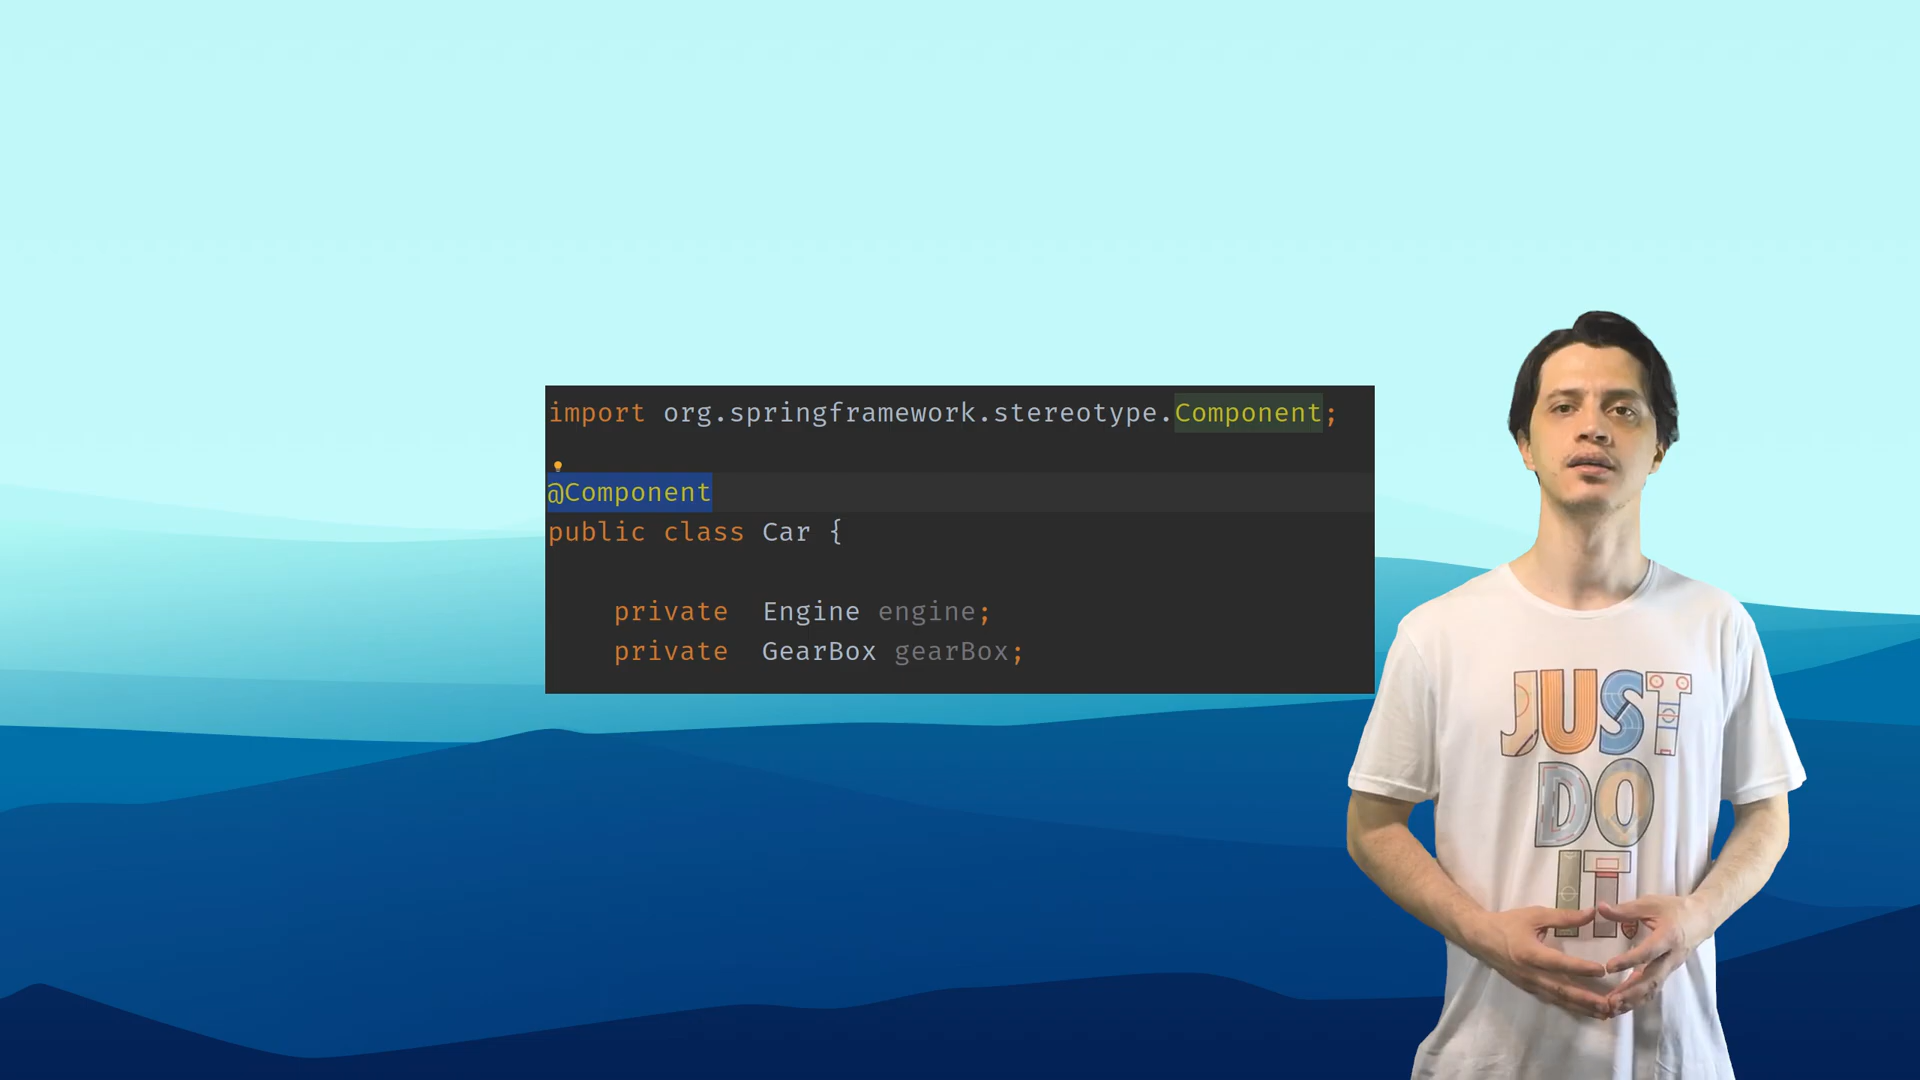 import org.springframework.stereotype.Component;
@Component
public class Car {
private  Engine engine;
private  GearBox gearBox;
JUST
DO
IT.